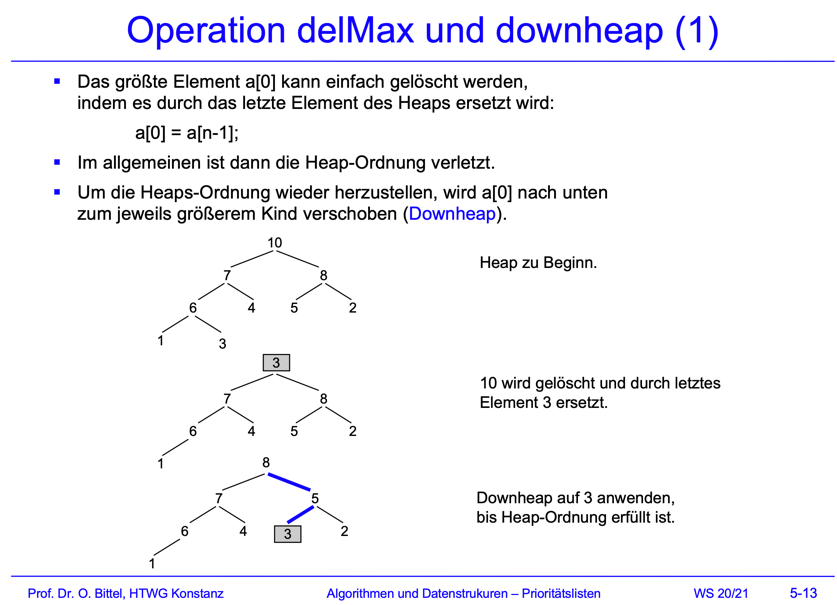 Operation delMax und downheap (1)
▪ Das größte Element a[0] kann einfach gelöscht werden,
indem es durch das letzte Element des Heaps ersetzt wird:
a[0] = a[n-1];
▪ Im allgemeinen ist dann die Heap-Ordnung verletzt.
▪ Um die Heaps-Ordnung wieder herzustellen, wird a[0] nach unten
zum jeweils größerem Kind verschoben (Downheap).
10
7 8
6 4 5 2
1 3
Heap zu Beginn.
3
7 8
6 4 5 2
1
10 wird gelöscht und durch letztes
Element 3 ersetzt.
8
7 5
6 4 3 2
1
Downheap auf 3 anwenden,
bis Heap-Ordnung erfüllt ist.
Prof. Dr. O. Bittel, HTWG Konstanz Algorithmen und Datenstrukuren – Prioritätslisten WS 20/21 5-13